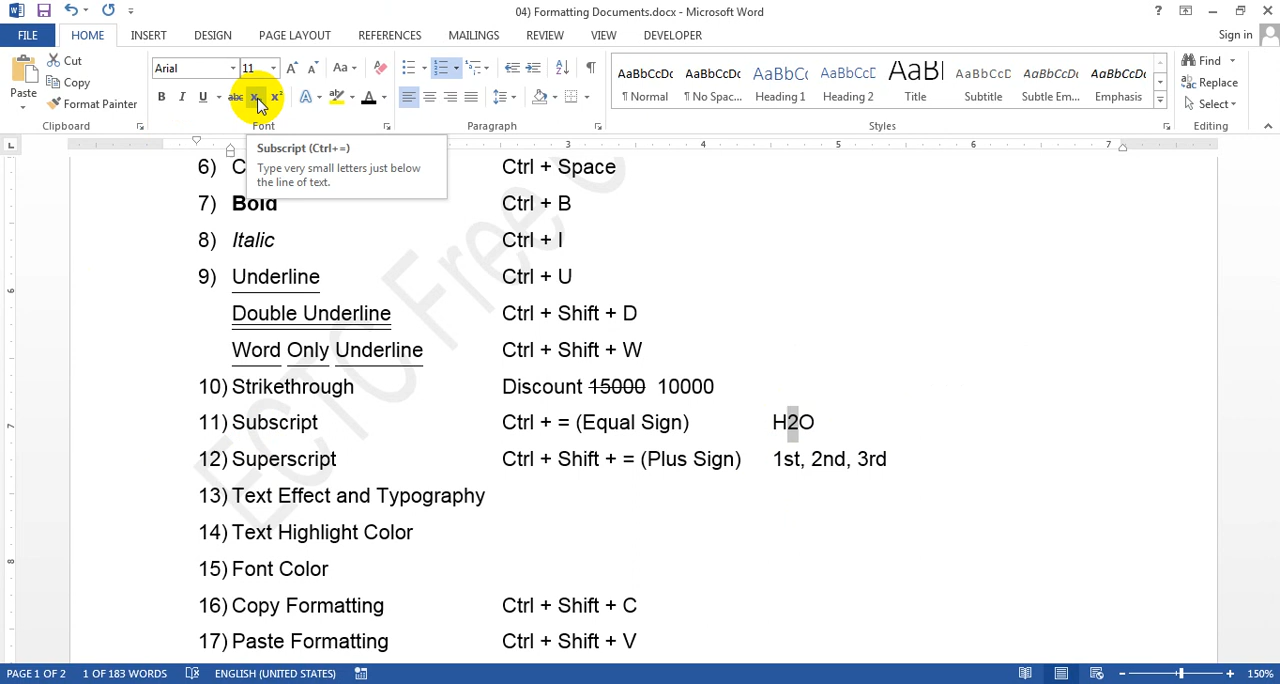 04) Formatting Documents.docx - Microsoft Word
FILE HOME INSERT DESIGN PAGE LAYOUT REFERENCES MAILINGS REVIEW VIEW DEVELOPER Sign in
Paste Cut Copy Format Painter
Arial 11
Clipboard Font Paragraph Styles Editing
AaBbCcDc AaBbCcDc AaBbCc AaBbCcDc AaBl AaBbCcDc AaBbCcDc AaBbCcDc
¶ Normal ¶ No Spac... Heading 1 Heading 2 Title Subtitle Subtle Em... Emphasis
Find
Replace
Select
Subscript (Ctrl+=)
Type very small letters just below
the line of text.
6) C Ctrl + Space
7) Bold Ctrl + B
8) Italic Ctrl + I
9) Underline Ctrl + U
Double Underline Ctrl + Shift + D
Word Only Underline Ctrl + Shift + W
10) Strikethrough Discount 15000 10000
11) Subscript Ctrl + = (Equal Sign) H2O
12) Superscript Ctrl + Shift + = (Plus Sign) 1st, 2nd, 3rd
13) Text Effect and Typography
14) Text Highlight Color
15) Font Color
16) Copy Formatting Ctrl + Shift + C
17) Paste Formatting Ctrl + Shift + V
ECTC Free
PAGE 1 OF 2 1 OF 183 WORDS ENGLISH (UNITED STATES) 150%